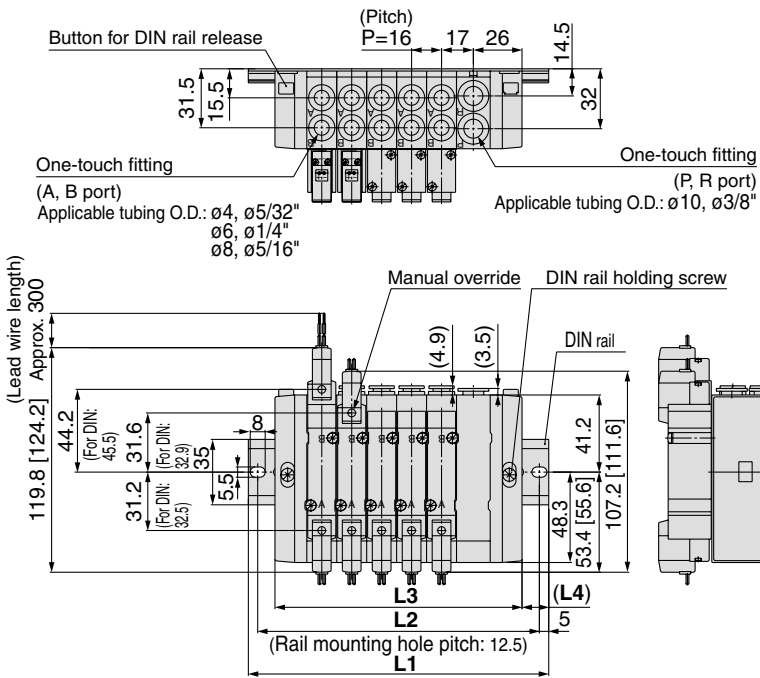 (Pitch)
P=16
17
26
Button for DIN rail release
31.5
15.5
14.5
32
A A A A A
B B B B B
One-touch fitting
(A, B port)
Applicable tubing O.D.: ø4, ø5/32"
ø6, ø1/4"
ø8, ø5/16"
One-touch fitting
(P, R port)
Applicable tubing O.D.: ø10, ø3/8"
(Lead wire length)
Approx. 300
Manual override
DIN rail holding screw
DIN rail
(4.9)
(3.5)
119.8 [124.2]
44.2
(For DIN:
45.5)
31.6
(For DIN:
32.9)
8
35
5.5
31.2
(For DIN:
32.5)
B B B B
A A A A A
41.2
48.3
53.4 [55.6]
107.2 [111.6]
L3
(L4)
L2
5
(Rail mounting hole pitch: 12.5)
L1